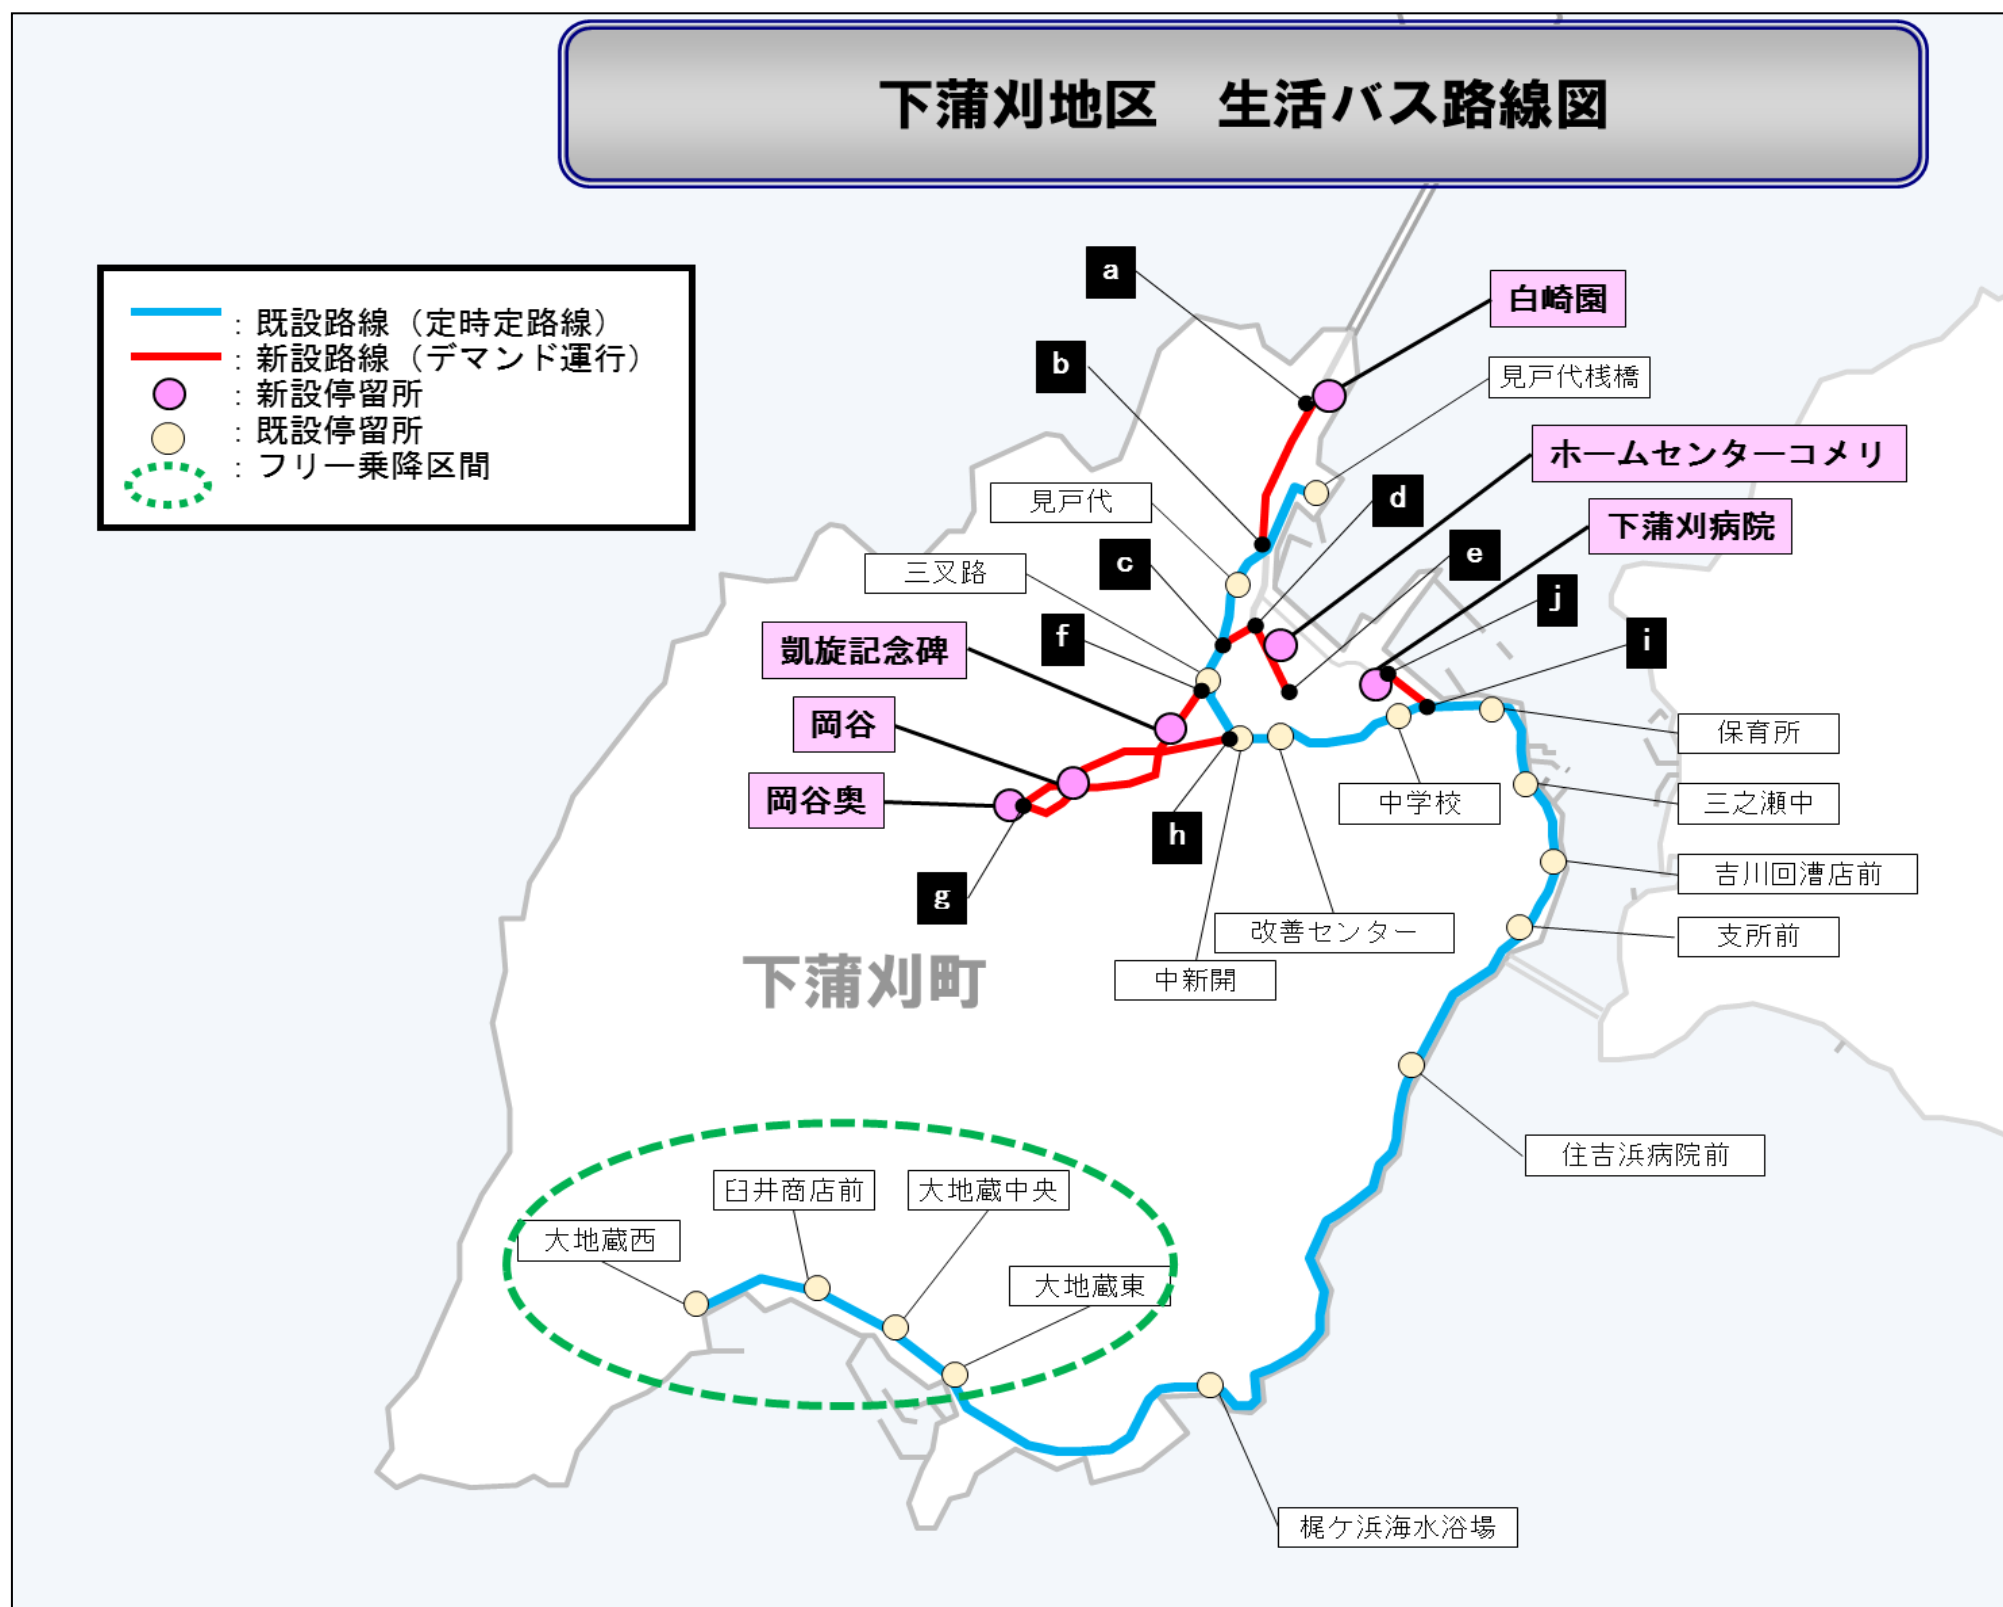 下蒲刈地区　生活バス路線図
：既設路線（定時定路線）
：新設路線（デマンド運行）
：新設停留所
：既設停留所
：フリー乗降区間
a
白崎園
b
見戸代桟橋
ホームセンターコメリ
d
見戸代
下蒲刈病院
c
e
三叉路
j
f
i
凱旋記念碑
岡谷
保育所
岡谷奥
中学校
三之瀬中
h
g
吉川回漕店前
改善センター
支所前
中新開
下蒲刈町
住吉浜病院前
臼井商店前
大地蔵中央
大地蔵西
大地蔵東
梶ケ浜海水浴場